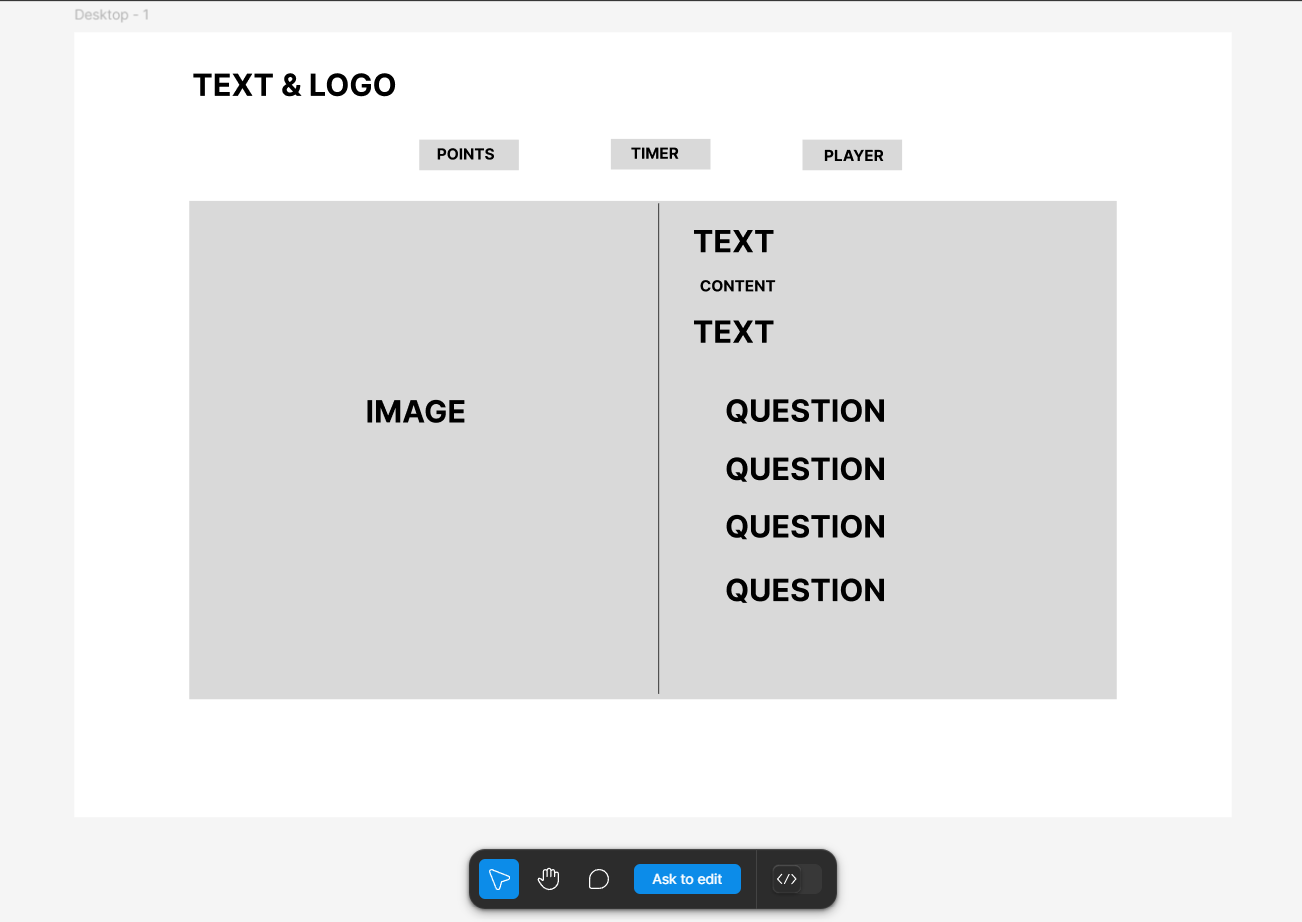 Desktop - 1
TEXT & LOGO
POINTS
TIMER
PLAYER
IMAGE
TEXT
CONTENT
TEXT
QUESTION
QUESTION
QUESTION
QUESTION
Ask to edit